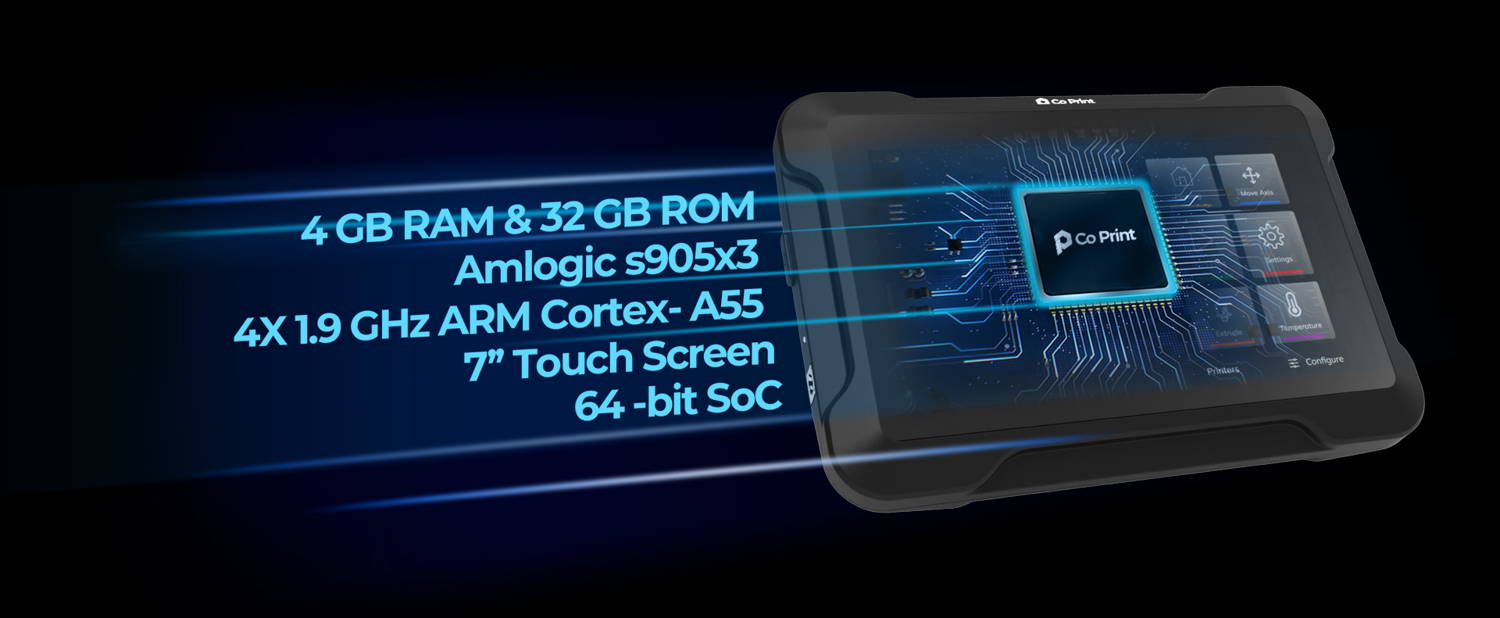 Co Print
4 GB RAM & 32 GB ROM
Amlogic s905x3
4X 1.9 GHz ARM Cortex- A55
7” Touch Screen
64 -bit SoC
Co Print
Move Axis
Settings
Extrude
Temperature
Printers
Configure